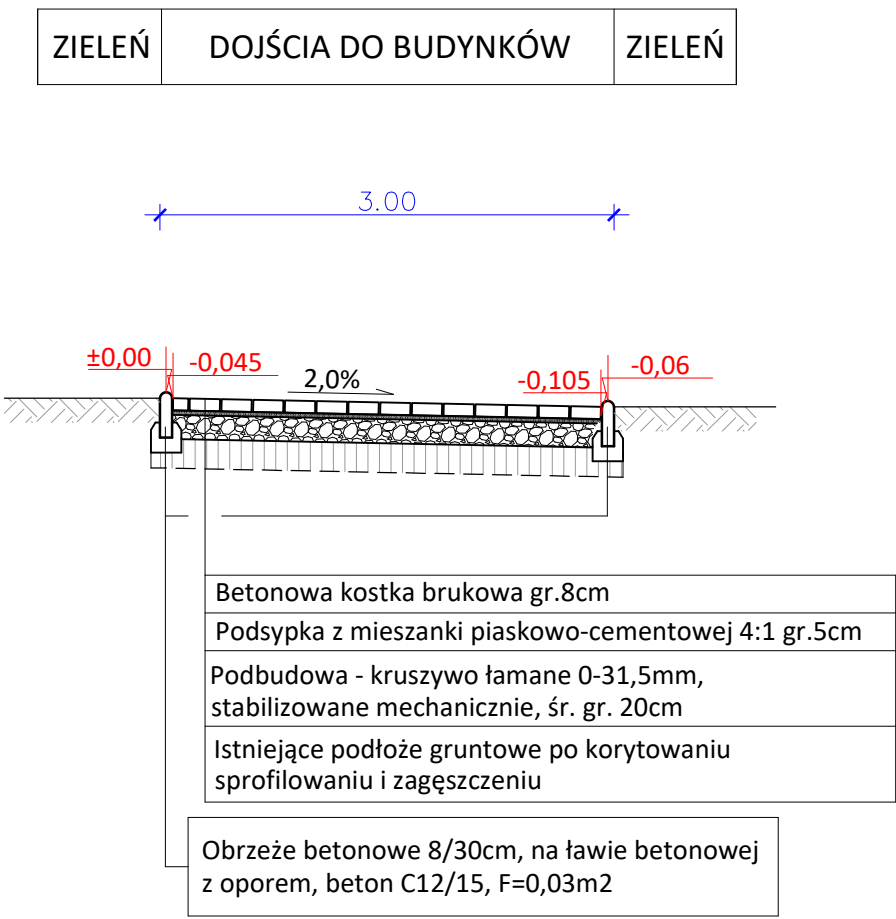 ZIELEŃ DOJŚCIA DO BUDYNKÓW ZIELEŃ
3.00
±0,00 -0,045 2,0% -0,105 -0,06
Betonowa kostka brukowa gr.8cm
Podsypka z mieszanki piaskowo-cementowej 4:1 gr.5cm
Podbudowa - kruszywo łamane 0-31,5mm,
stabilizowane mechanicznie, śr. gr. 20cm
Istniejące podłoże gruntowe po korytowaniu
sprofilowaniu i zagęszczeniu
Obrzeże betonowe 8/30cm, na ławie betonowej
z oporem, beton C12/15, F=0,03m2